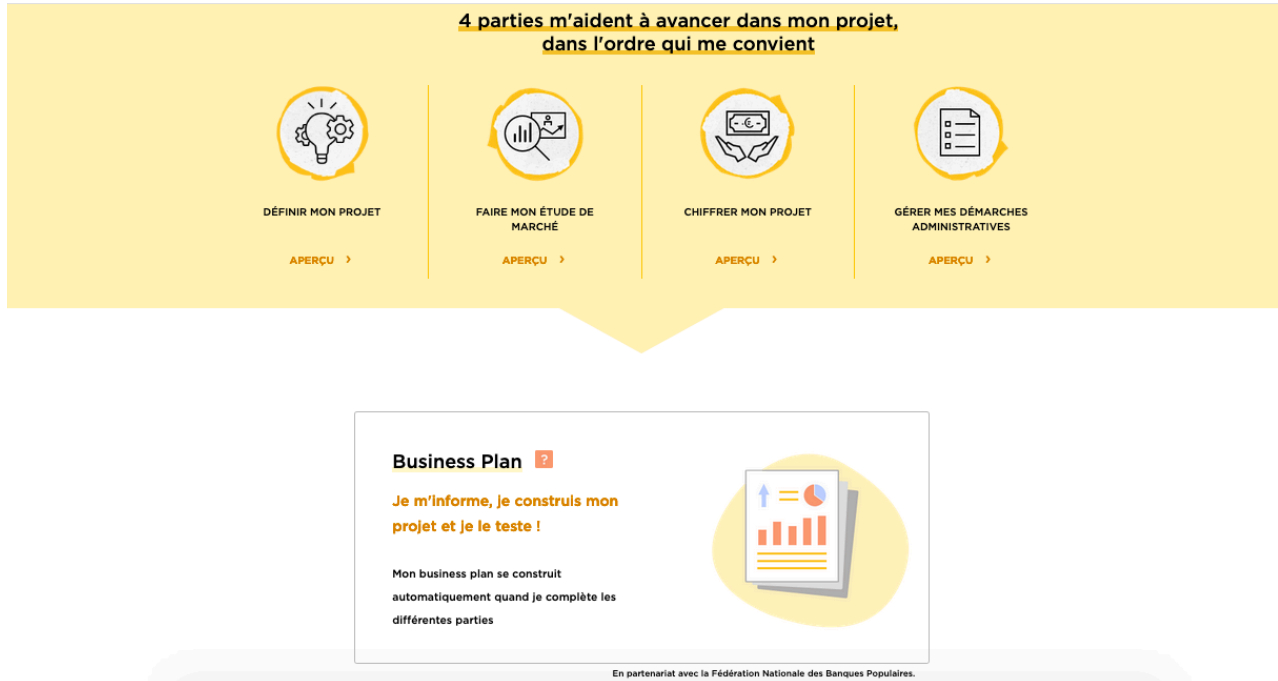 4 parties m'aident à avancer dans mon projet,
dans l'ordre qui me convient
DÉFINIR MON PROJET
APERÇU >
FAIRE MON ÉTUDE DE
MARCHÉ
APERÇU >
CHIFFRER MON PROJET
APERÇU >
GÉRER MES DÉMARCHES
ADMINISTRATIVES
APERÇU >
Business Plan ?
Je m'informe, je construis mon
projet et je le teste !
Mon business plan se construit
automatiquement quand je complète les
différentes parties
En partenariat avec la Fédération Nationale des Banques Populaires.